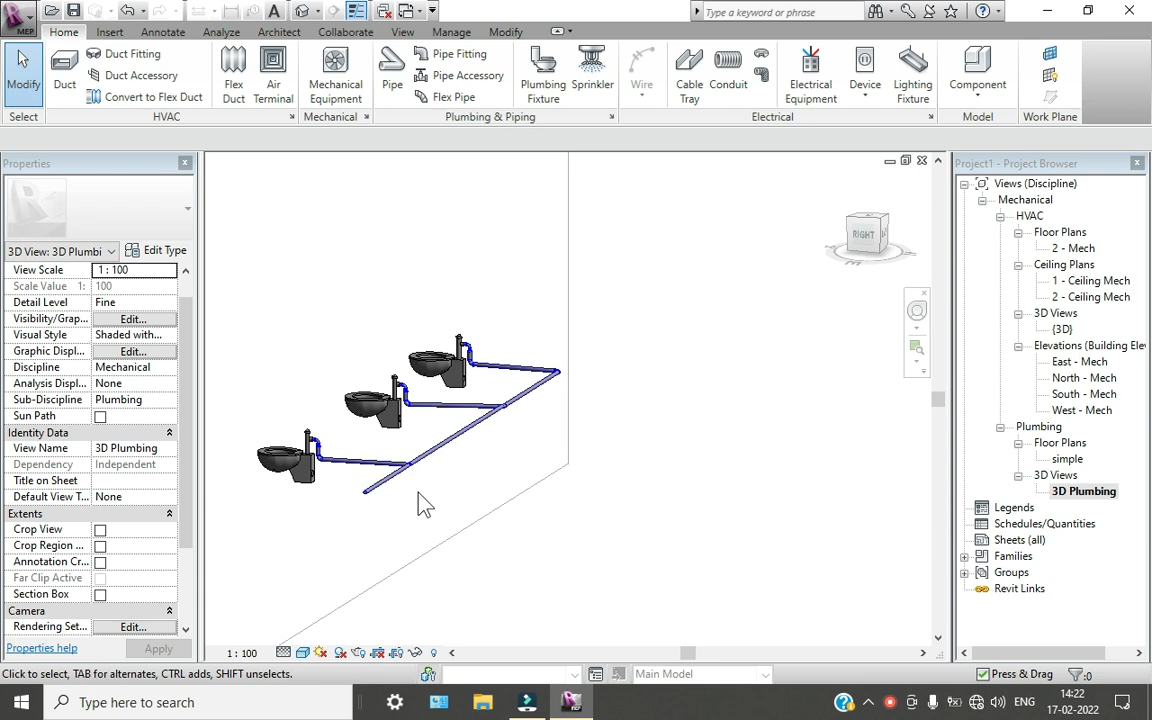 MEP
A
Type a keyword or phrase
Home Insert Annotate Analyze Architect Collaborate View Manage Modify
Modify
Duct
Duct Fitting
Duct Accessory
Convert to Flex Duct
Flex Duct
Air Terminal
Mechanical Equipment
Pipe
Pipe Fitting
Pipe Accessory
Flex Pipe
Plumbing Fixture
Sprinkler
Wire
Cable Tray
Conduit
Electrical Equipment
Device
Lighting Fixture
Component
Select HVAC Mechanical Plumbing & Piping Electrical Model Work Plane
Properties
3D View: 3D Plumbi
Edit Type
View Scale 1 : 100
Scale Value 1: 100
Detail Level Fine
Visibility/Grap... Edit...
Visual Style Shaded with...
Graphic Displ... Edit...
Discipline Mechanical
Analysis Displ... None
Sub-Discipline Plumbing
Sun Path
Identity Data
View Name 3D Plumbing
Dependency Independent
Title on Sheet
Default View T... None
Extents
Crop View
Crop Region ...
Annotation Cr...
Far Clip Active
Section Box
Camera
Rendering Set... Edit...
Properties help
Apply
RIGHT
1 : 100
Project1 - Project Browser
Views (Discipline)
Mechanical
HVAC
Floor Plans
2 - Mech
Ceiling Plans
1 - Ceiling Mech
2 - Ceiling Mech
3D Views
{3D}
Elevations (Building Ele
East - Mech
North - Mech
South - Mech
West - Mech
Plumbing
Floor Plans
simple
3D Views
3D Plumbing
Legends
Schedules/Quantities
Sheets (all)
Families
Groups
Revit Links
Click to select, TAB for alternates, CTRL adds, SHIFT unselects.
Main Model
Press & Drag
:0
Type here to search
ENG
14:22
17-02-2022